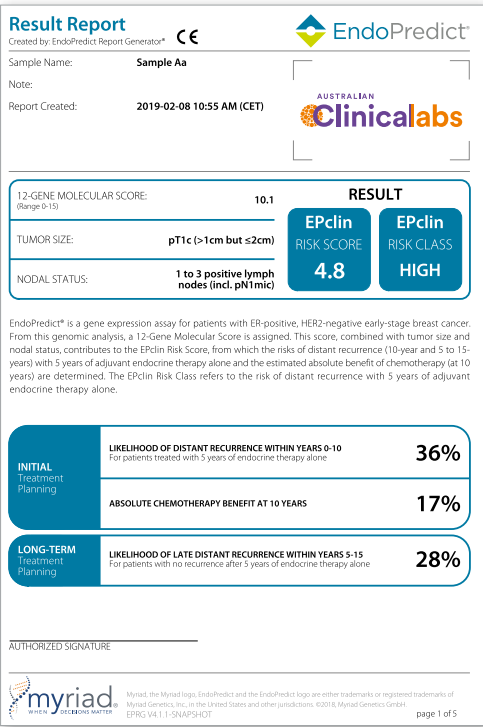 Result Report
Created by: EndoPredict Report Generator®
CE
EndoPredict®
Sample Name: Sample Aa
Note:
Report Created: 2019-02-08 10:55 AM (CET)
AUSTRALIAN
Clinicalabs
12-GENE MOLECULAR SCORE: 10.1
(Range 0-15)
TUMOR SIZE: pT1c (>1cm but ≤2cm)
NODAL STATUS: 1 to 3 positive lymph
nodes (incl. pN1mic)
RESULT
EPclin
RISK SCORE
4.8
EPclin
RISK CLASS
HIGH
EndoPredict® is a gene expression assay for patients with ER-positive, HER2-negative early-stage breast cancer.
From this genomic analysis, a 12-Gene Molecular Score is assigned. This score, combined with tumor size and
nodal status, contributes to the EPclin Risk Score, from which the risks of distant recurrence (10-year and 5 to 15-
years) with 5 years of adjuvant endocrine therapy alone and the estimated absolute benefit of chemotherapy (at 10
years) are determined. The EPclin Risk Class refers to the risk of distant recurrence with 5 years of adjuvant
endocrine therapy alone.
INITIAL
Treatment
Planning
LIKELIHOOD OF DISTANT RECURRENCE WITHIN YEARS 0-10
For patients treated with 5 years of endocrine therapy alone
36%
ABSOLUTE CHEMOTHERAPY BENEFIT AT 10 YEARS
17%
LONG-TERM
Treatment
Planning
LIKELIHOOD OF LATE DISTANT RECURRENCE WITHIN YEARS 5-15
For patients with no recurrence after 5 years of endocrine therapy alone
28%
AUTHORIZED SIGNATURE
myriad®
WHEN DECISIONS MATTER
Myriad, the Myriad logo, EndoPredict and the EndoPredict logo are either trademarks or registered trademarks of
Myriad Genetics, Inc., in the United States and other jurisdictions. ©2018, Myriad Genetics GmbH.
EPRG V4.1.1-SNAPSHOT
page 1 of 5